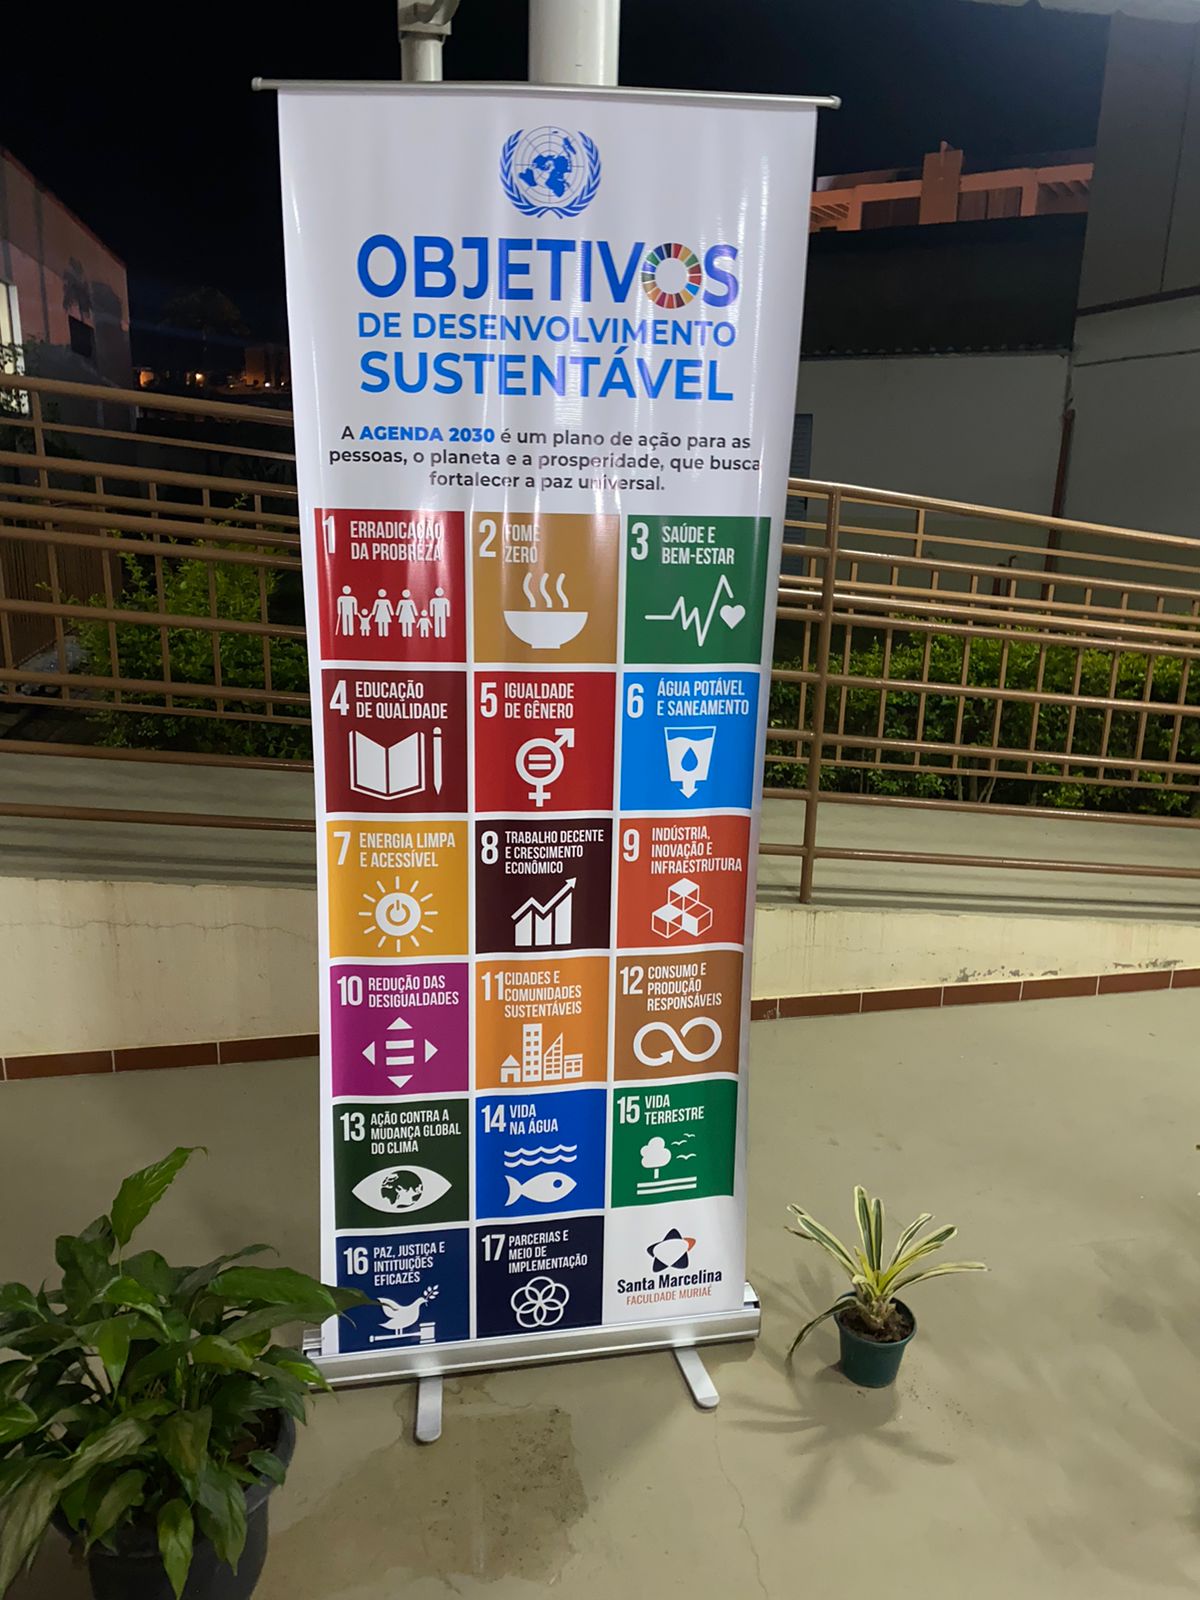 OBJETIVOS
DE DESENVOLVIMENTO
SUSTENTÁVEL
A AGENDA 2030 é um plano de ação para as
pessoas, o planeta e a prosperidade, que busca
fortalecer a paz universal.
1 ERRADICAÇÃO
DA PROBREZA
2 FOME
ZERO
3 SAÚDE E
BEM-ESTAR
4 EDUCAÇÃO
DE QUALIDADE
5 IGUALDADE
DE GÊNERO
6 ÁGUA POTÁVEL
E SANEAMENTO
7 ENERGIA LIMPA
E ACESSÍVEL
8 TRABALHO DECENTE
E CRESCIMENTO
ECONÔMICO
9 INDÚSTRIA,
INOVAÇÃO E
INFRAESTRUTURA
10 REDUÇÃO DAS
DESIGUALDADES
11 CIDADES E
COMUNIDADES
SUSTENTÁVEIS
12 CONSUMO E
PRODUÇÃO
RESPONSÁVEIS
13 AÇÃO CONTRA A
MUDANÇA GLOBAL
DO CLIMA
14 VIDA
NA ÁGUA
15 VIDA
TERRESTRE
16 PAZ, JUSTIÇA E
INTITUIÇÕES
EFICAZES
17 PARCERIAS E
MEIO DE
IMPLEMENTAÇÃO
Santa Marcelina
FACULDADE MURIAÉ